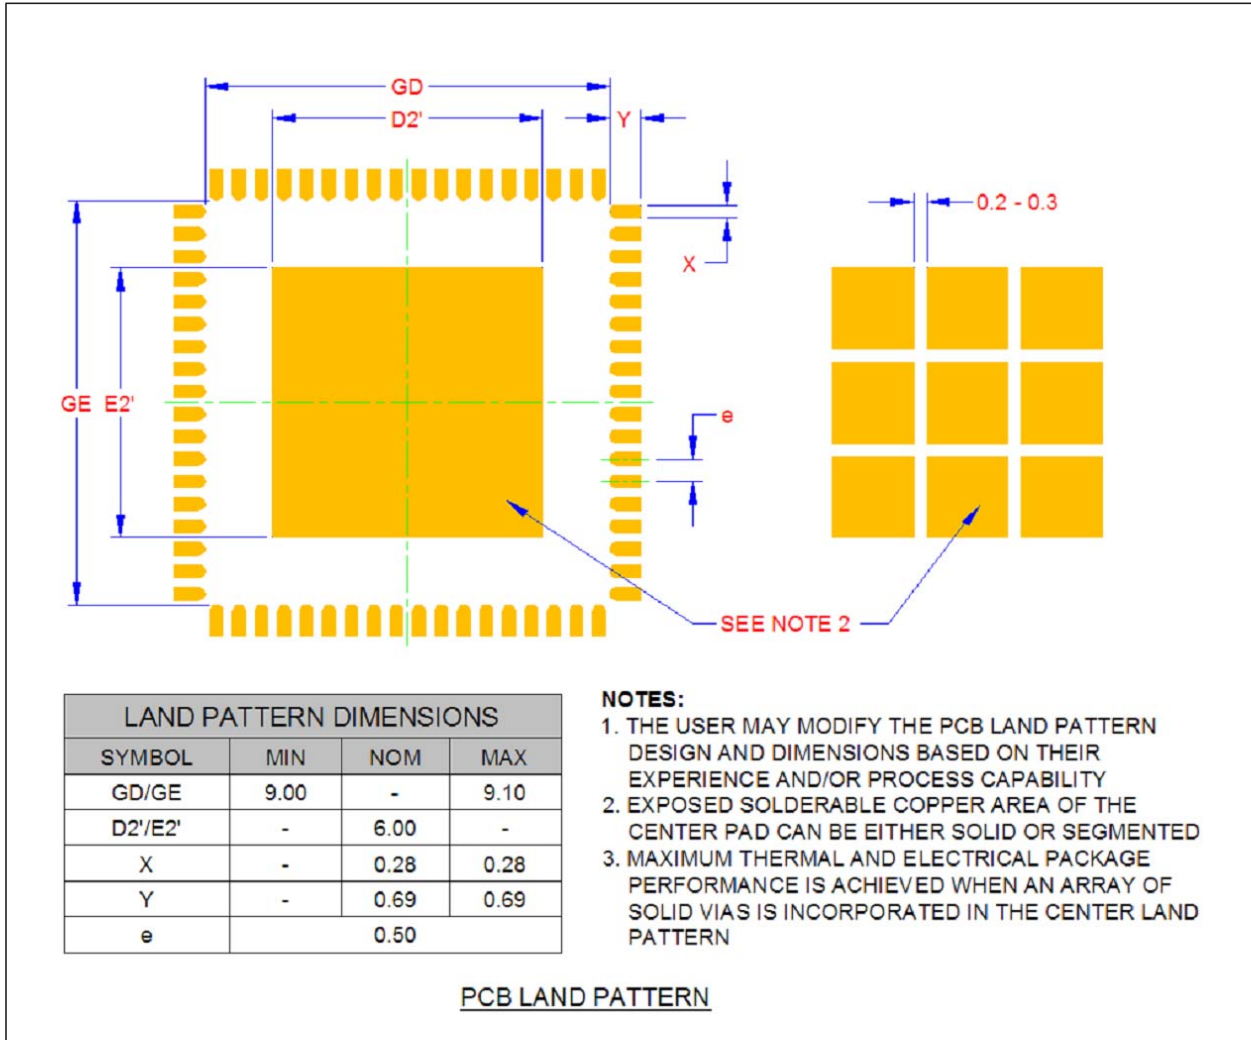 GD
D2'
Y
0.2 - 0.3
X
GE E2'
e
SEE NOTE 2
LAND PATTERN DIMENSIONS
SYMBOL MIN NOM MAX
GD/GE 9.00 - 9.10
D2'/E2' - 6.00 -
X - 0.28 0.28
Y - 0.69 0.69
e 0.50
NOTES:
1. THE USER MAY MODIFY THE PCB LAND PATTERN
DESIGN AND DIMENSIONS BASED ON THEIR
EXPERIENCE AND/OR PROCESS CAPABILITY
2. EXPOSED SOLDERABLE COPPER AREA OF THE
CENTER PAD CAN BE EITHER SOLID OR SEGMENTED
3. MAXIMUM THERMAL AND ELECTRICAL PACKAGE
PERFORMANCE IS ACHIEVED WHEN AN ARRAY OF
SOLID VIAS IS INCORPORATED IN THE CENTER LAND
PATTERN
PCB LAND PATTERN